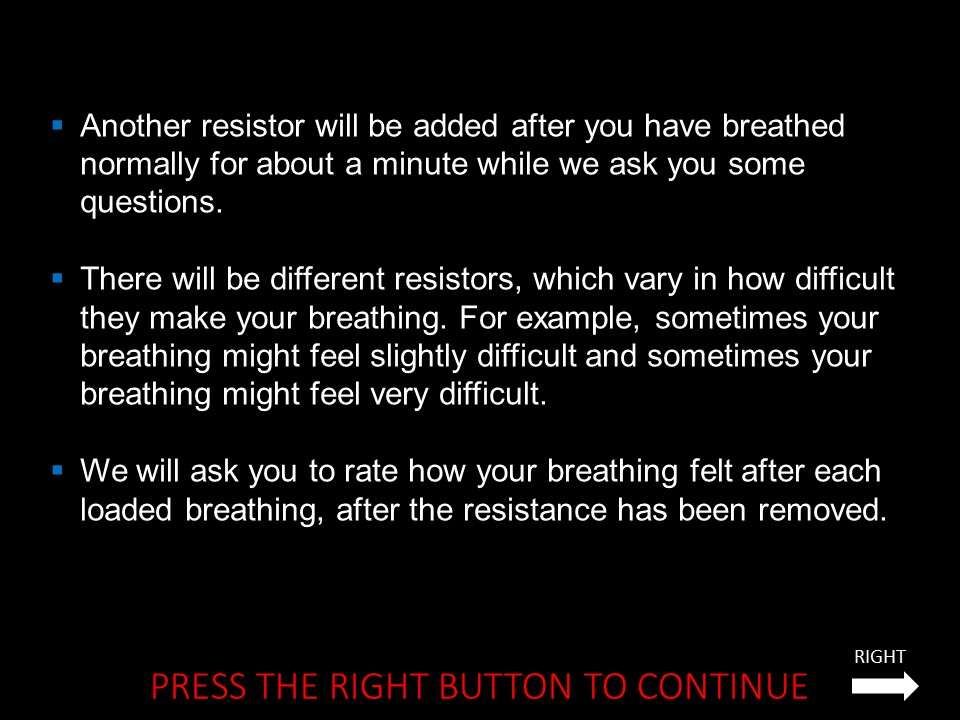 Another resistor will be added after you have breathed
normally for about a minute while we ask you some
questions.
There will be different resistors, which vary in how difficult
they make your breathing. For example, sometimes your
breathing might feel slightly difficult and sometimes your
breathing might feel very difficult.
We will ask you to rate how your breathing felt after each
loaded breathing, after the resistance has been removed.
RIGHT
PRESS THE RIGHT BUTTON TO CONTINUE